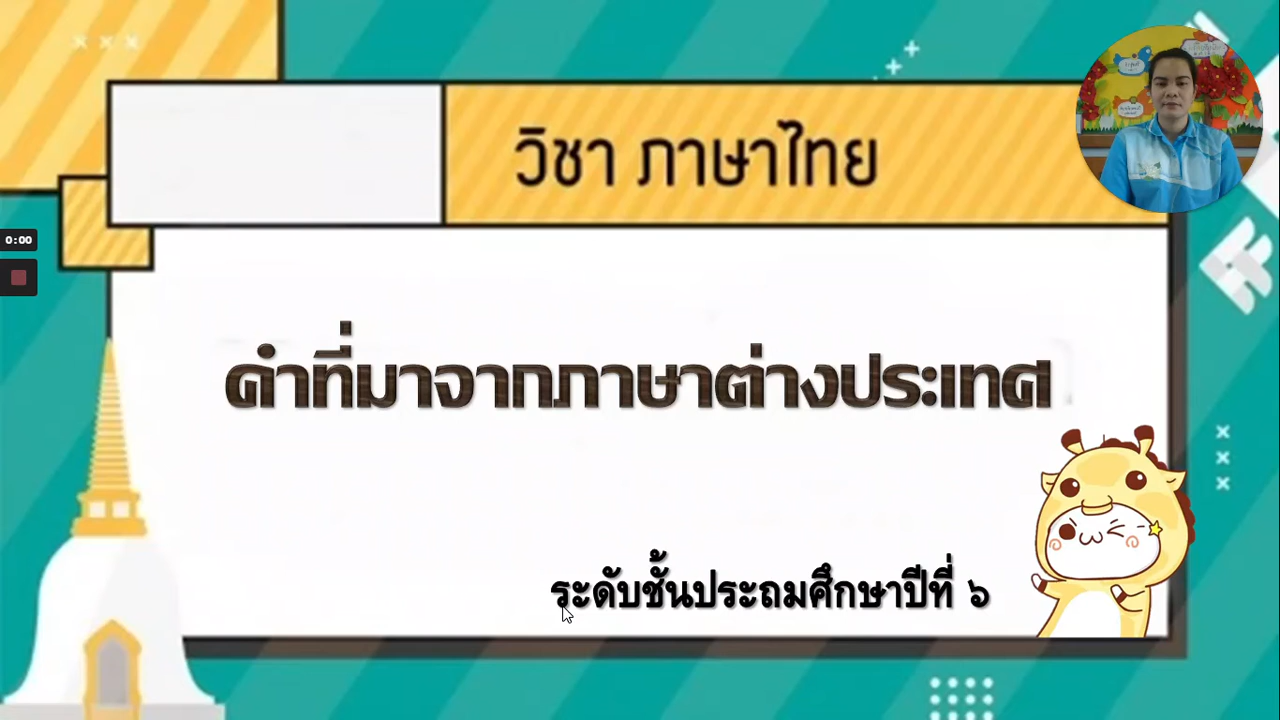 วิชา ภาษาไทย
0:00
คำที่มาจากภาษาต่างประเทศ
ระดับชั้นประถมศึกษาปีที่ ๖